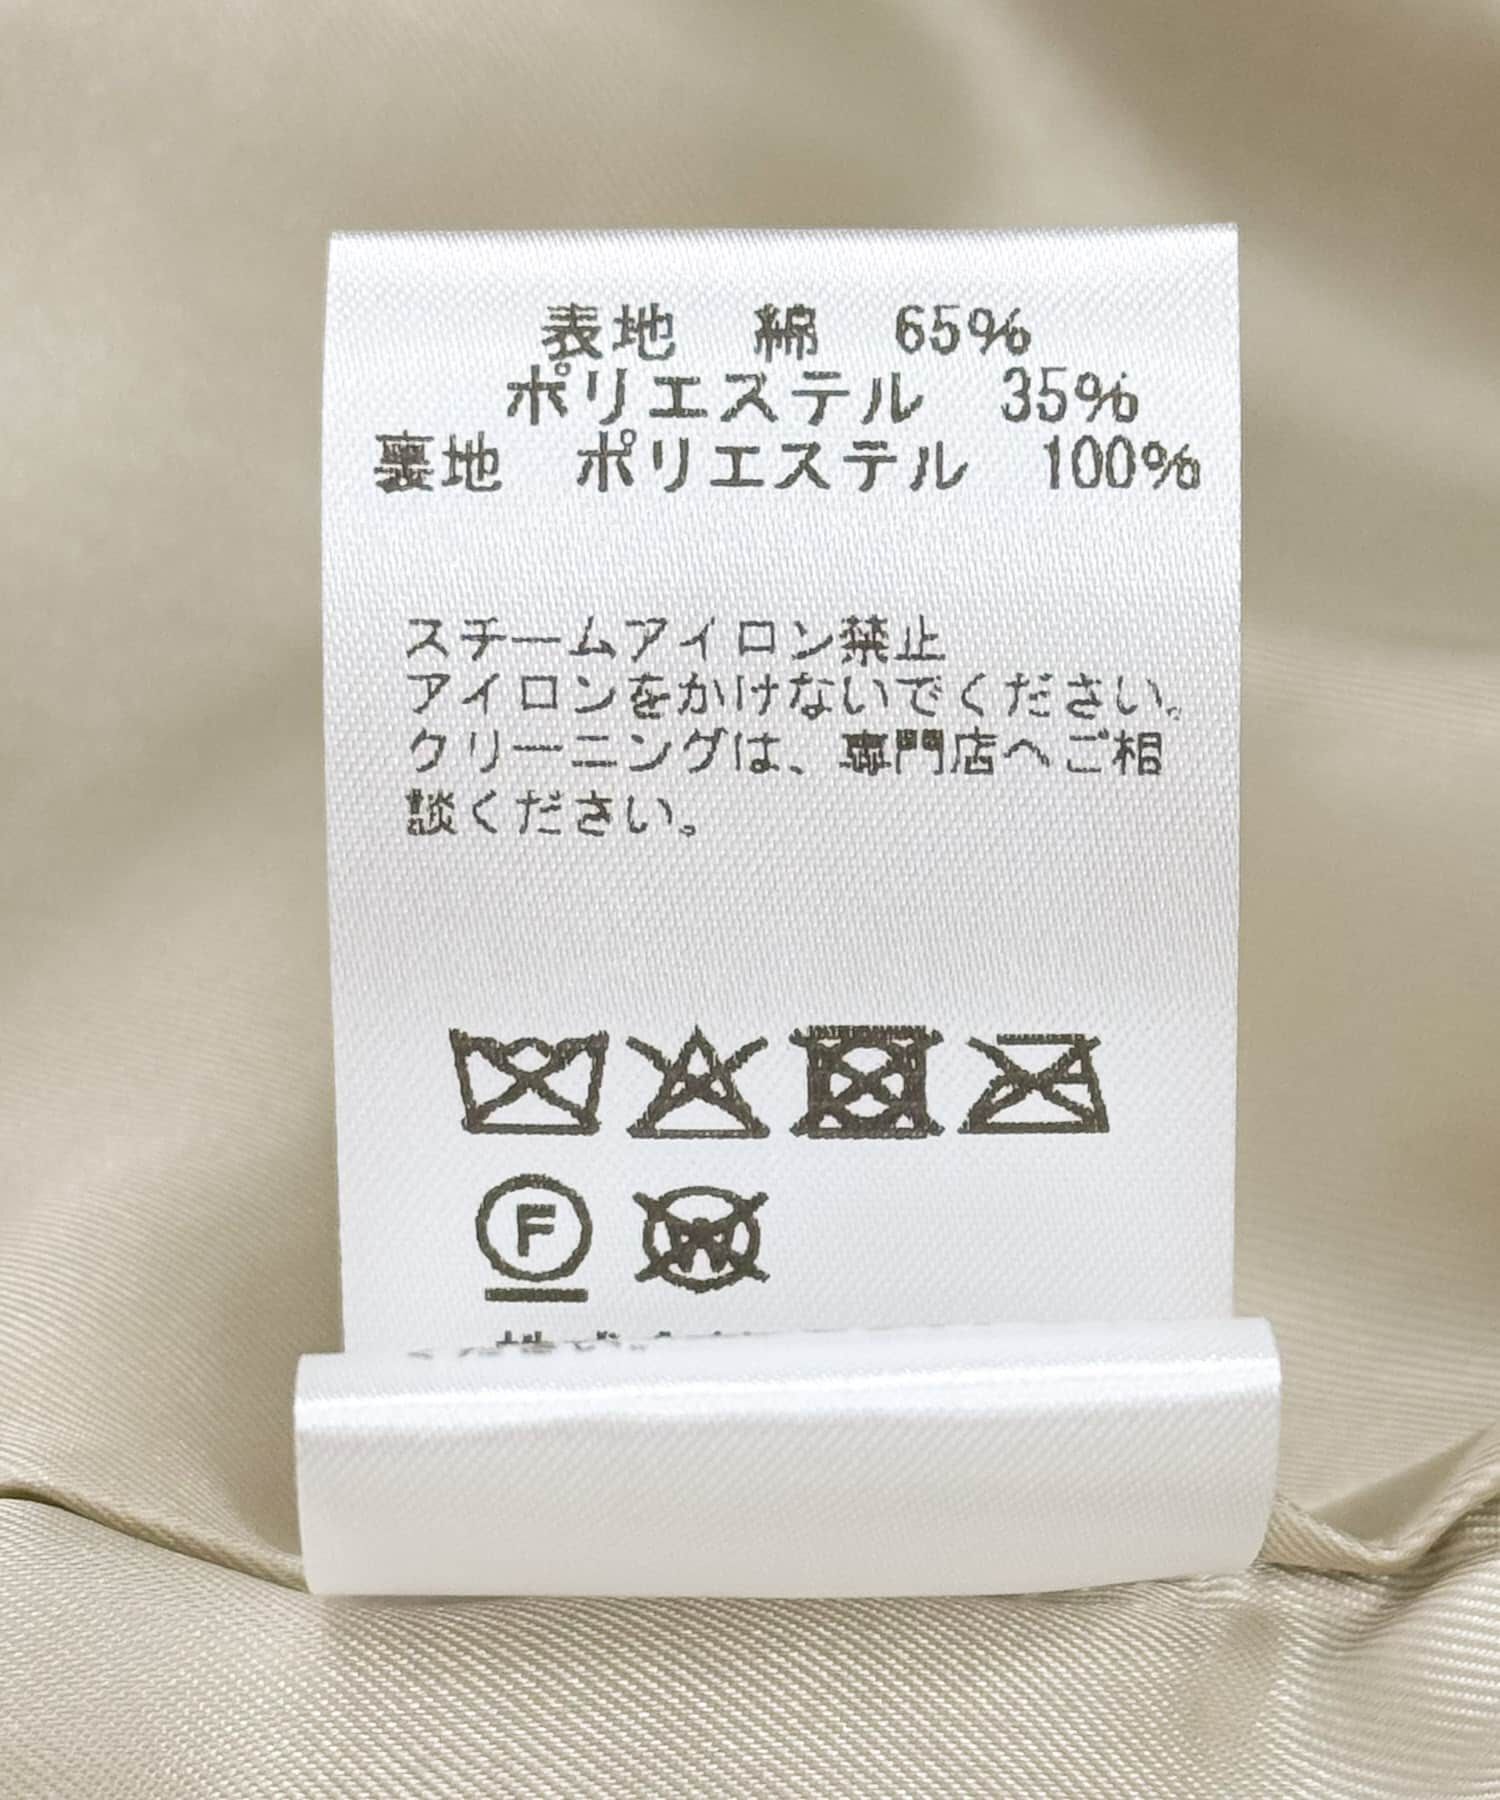 表地　綿　65%
ポリエステル　35%
裏地　ポリエステル　100%
スチームアイロン禁止
アイロンをかけないでください。
クリーニングは、専門店へご相
談ください。
F W